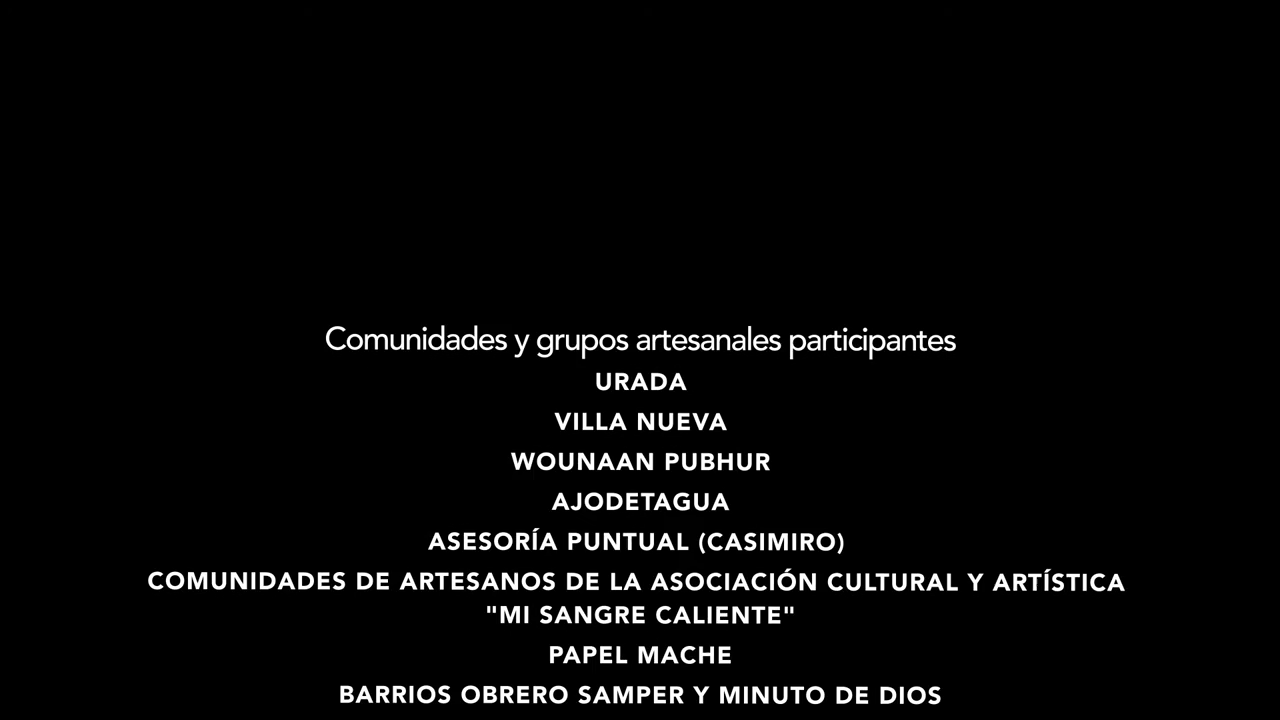 Comunidades y grupos artesanales participantes
URADA
VILLA NUEVA
WOUNAAN PUBHUR
AJODETAGUA
ASESORÍA PUNTUAL (CASIMIRO)
COMUNIDADES DE ARTESANOS DE LA ASOCIACIÓN CULTURAL Y ARTÍSTICA
"MI SANGRE CALIENTE"
PAPEL MACHE
BARRIOS OBRERO SAMPER Y MINUTO DE DIOS